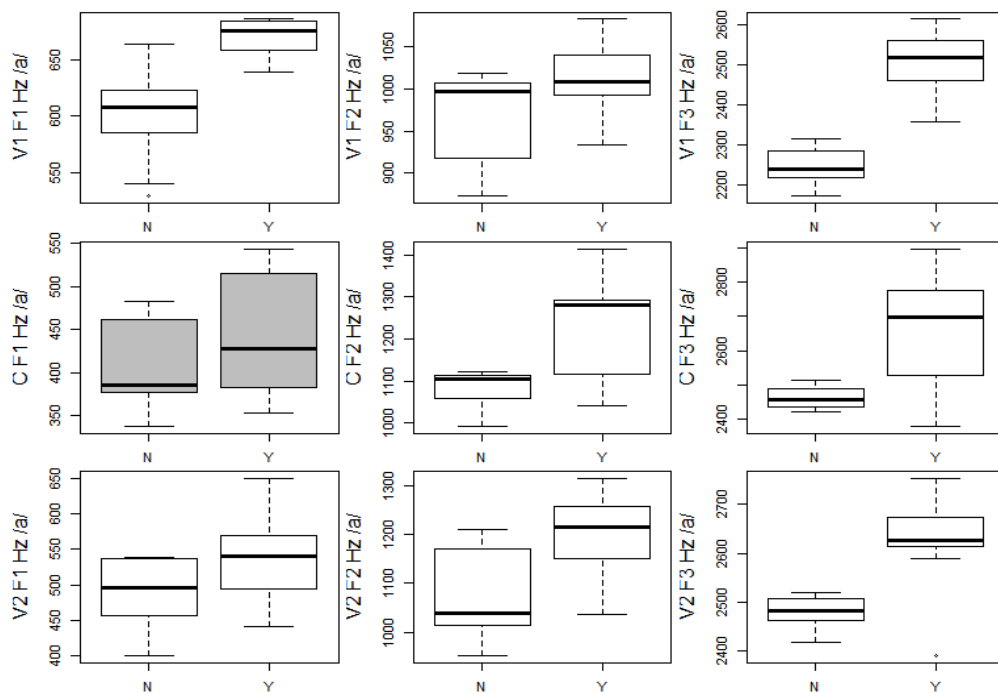 V1 F1 Hz /a/
550
600
650
N
Y
V1 F2 Hz /a/
900
950
1000
1050
N
Y
V1 F3 Hz /a/
2200
2300
2400
2500
2600
N
Y
C F1 Hz /a/
350
400
450
500
550
N
Y
C F2 Hz /a/
1000
1100
1200
1300
1400
N
Y
C F3 Hz /a/
2400
2600
2800
N
Y
V2 F1 Hz /a/
400
450
500
550
600
650
N
Y
V2 F2 Hz /a/
1000
1100
1200
1300
N
Y
V2 F3 Hz /a/
2400
2500
2600
2700
N
Y